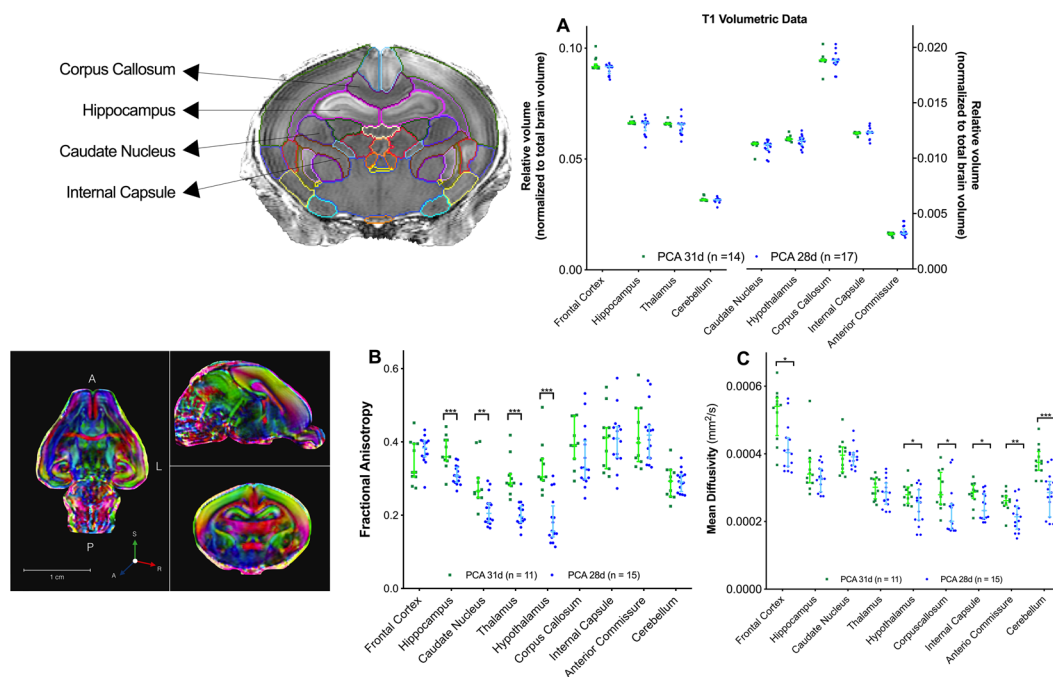 Corpus Callosum
Hippocampus
Caudate Nucleus
Internal Capsule
A
T1 Volumetric Data
Relative volume
(normalized to total brain volume)
0.10
0.05
0.00
0.020
0.015
0.010
0.005
0.000
Relative volume
(normalized to total brain volume)
PCA 31d (n =14)
PCA 28d (n =17)
Frontal Cortex
Hippocampus
Thalamus
Cerebellum
Caudate Nucleus
Hypothalamus
Corpus Callosum
Internal Capsule
Anterior Commissure
A
L
P
S
R
A
1 cm
B
Fractional Anisotropy
0.6
0.4
0.2
0.0
***
**
***
***
PCA 31d (n = 11)
PCA 28d (n = 15)
Frontal Cortex
Hippocampus
Caudate Nucleus
Thalamus
Hypothalamus
Corpus Callosum
Internal Capsule
Anterior Commissure
Cerebellum
C
Mean Diffusivity (mm²/s)
0.0006
0.0004
0.0002
0.0000
*
*
*
*
**
***
PCA 31d (n = 11)
PCA 28d (n = 15)
Frontal Cortex
Hippocampus
Caudate Nucleus
Thalamus
Hypothalamus
Corpuscallosum
Internal Capsule
Anterio Commissure
Cerebellum